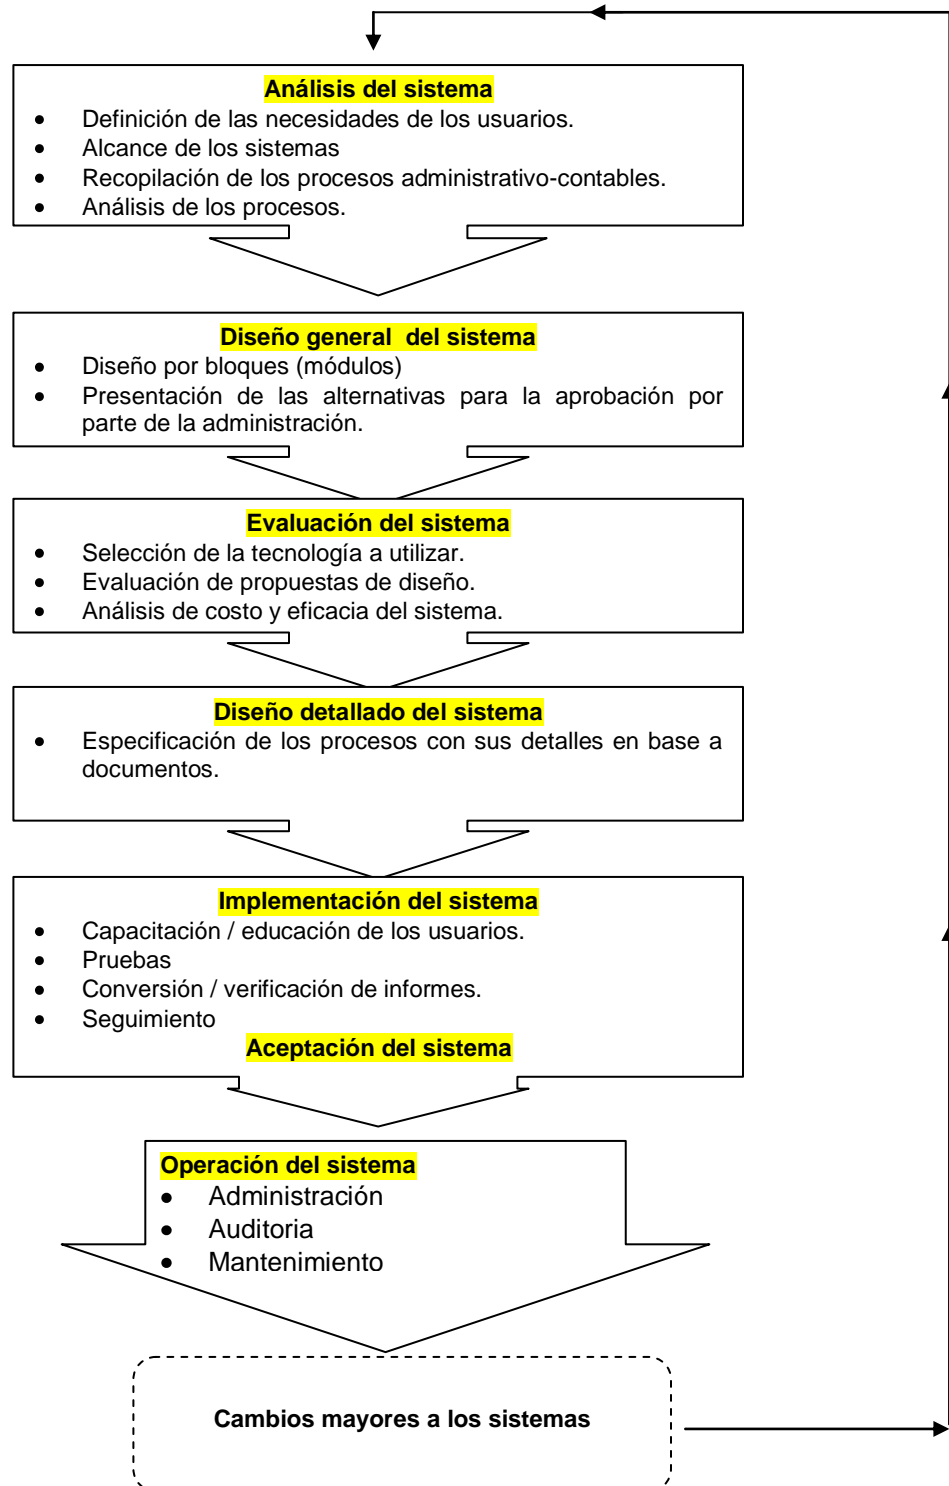 Análisis del sistema
• Definición de las necesidades de los usuarios.
• Alcance de los sistemas
• Recopilación de los procesos administrativo-contables.
• Análisis de los procesos.
Diseño general del sistema
• Diseño por bloques (módulos)
• Presentación de las alternativas para la aprobación por
parte de la administración.
Evaluación del sistema
• Selección de la tecnología a utilizar.
• Evaluación de propuestas de diseño.
• Análisis de costo y eficacia del sistema.
Diseño detallado del sistema
• Especificación de los procesos con sus detalles en base a
documentos.
Implementación del sistema
• Capacitación / educación de los usuarios.
• Pruebas
• Conversión / verificación de informes.
• Seguimiento
Aceptación del sistema
Operación del sistema
• Administración
• Auditoria
• Mantenimiento
Cambios mayores a los sistemas